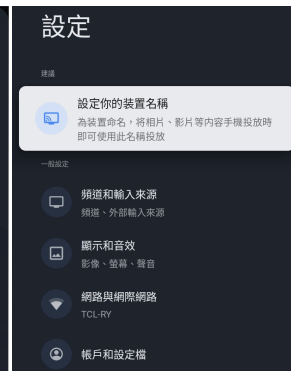 設定
建議
設定你的裝置名稱
為裝置命名，將相片、影片等內容手機投放時
即可使用此名稱投放
一般設定
頻道和輸入來源
頻道、外部輸入來源
顯示和音效
影像、螢幕、聲音
網路與網際網路
TCL-RY
帳戶和設定檔